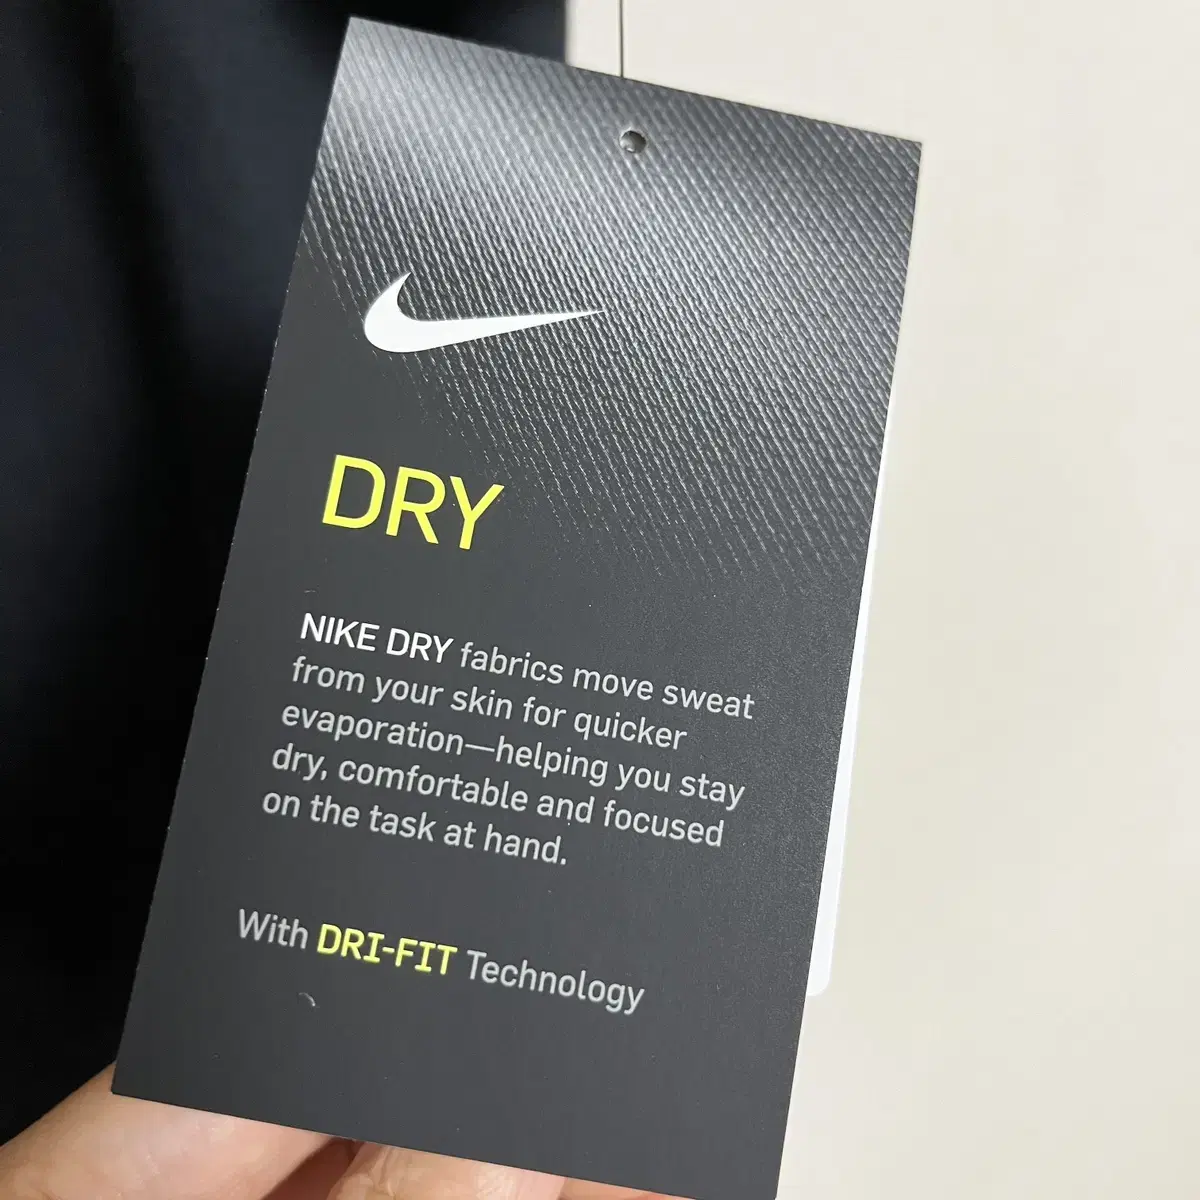 DRY
NIKE DRY fabrics move sweat
from your skin for quicker
evaporation—helping you stay
dry, comfortable and focused
on the task at hand.
With DRI-FIT Technology